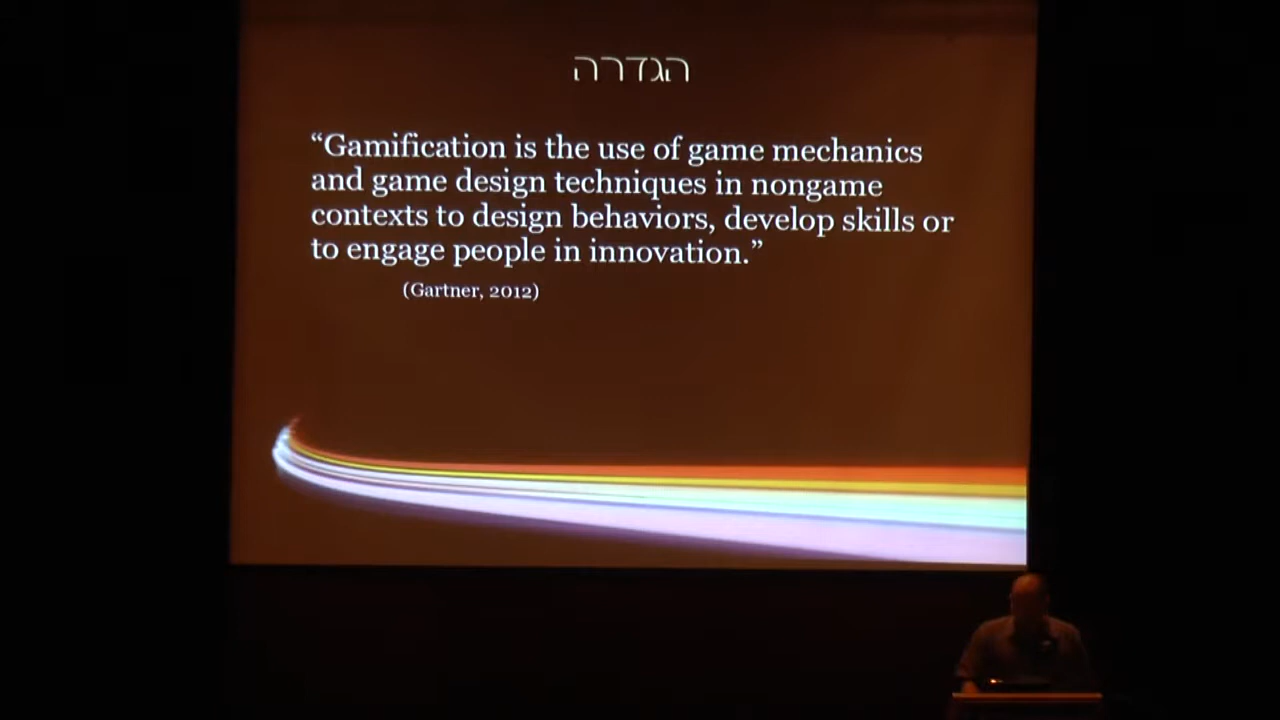 הגדרה
“Gamification is the use of game mechanics
and game design techniques in nongame
contexts to design behaviors, develop skills or
to engage people in innovation.”
(Gartner, 2012)